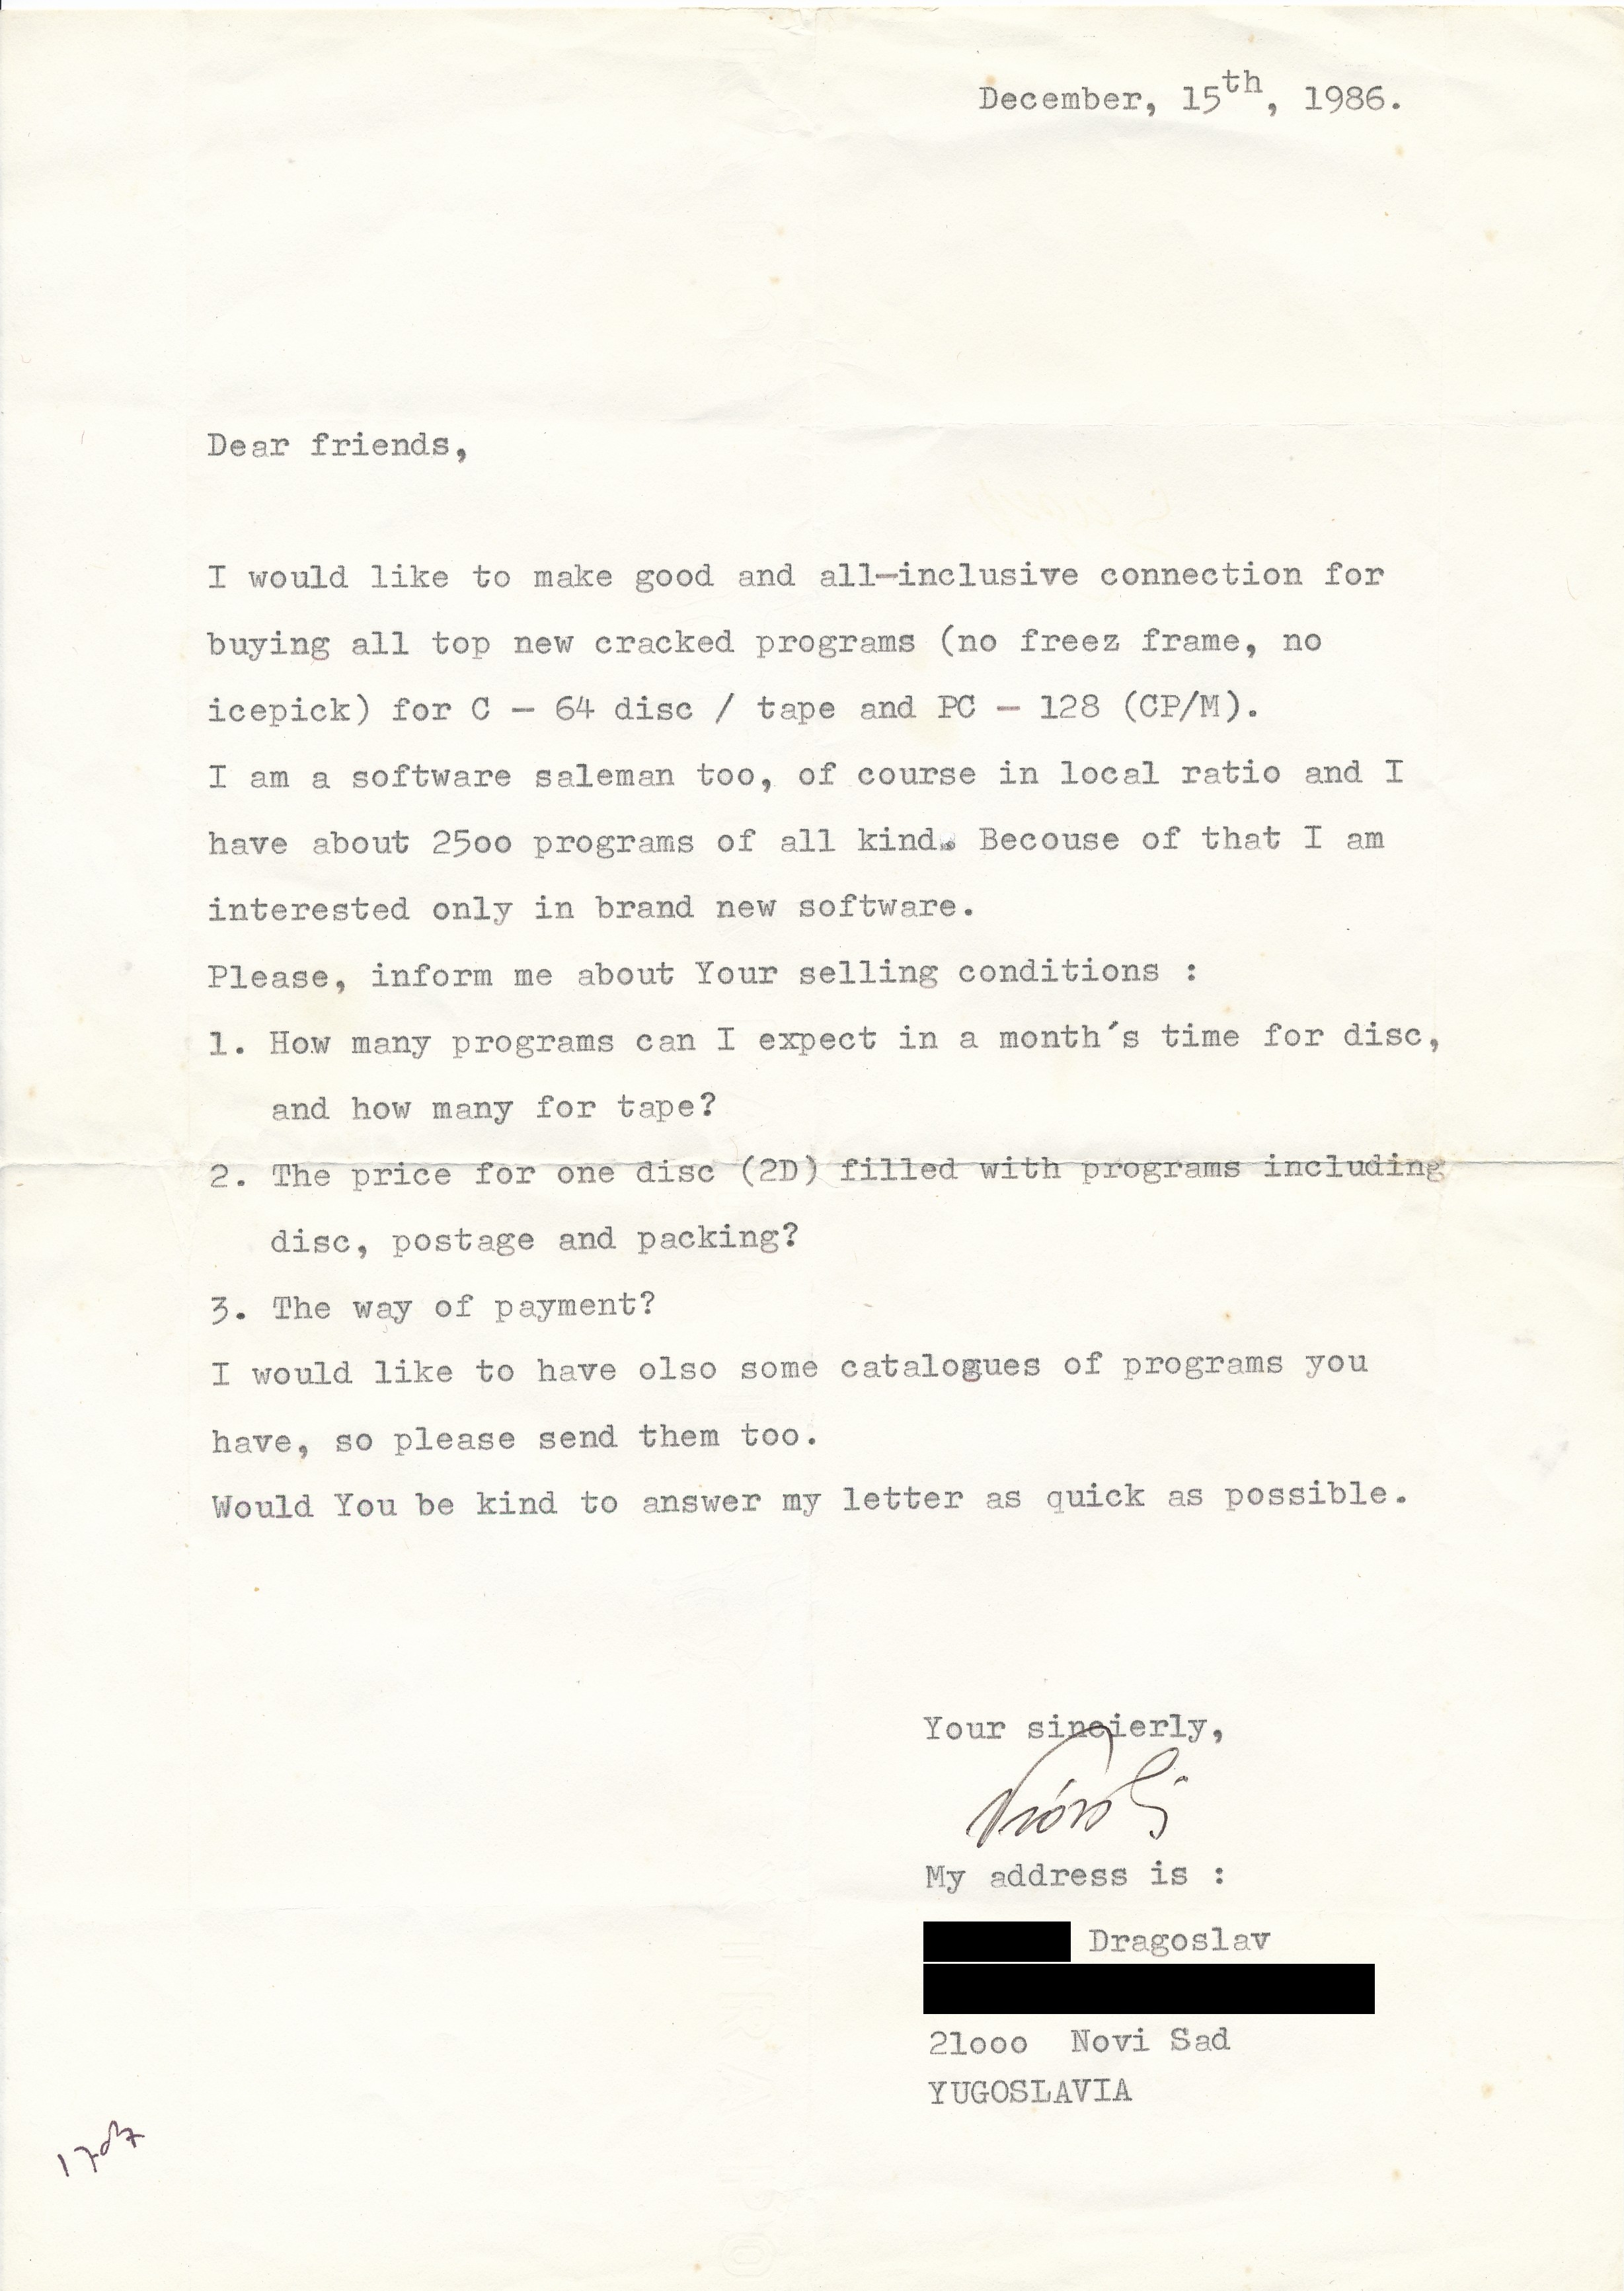 December, 15th, 1986.
Dear friends,
I would like to make good and all-inclusive connection for
buying all top new cracked programs (no freez frame, no
icepick) for C - 64 disc / tape and PC - 128 (CP/M).
I am a software saleman too, of course in local ratio and I
have about 25oo programs of all kind. Becouse of that I am
interested only in brand new software.
Please, inform me about Your selling conditions :
1. How many programs can I expect in a month's time for disc,
and how many for tape?
2. The price for one disc (2D) filled with programs including
disc, postage and packing?
3. The way of payment?
I would like to have olso some catalogues of programs you
have, so please send them too.
Would You be kind to answer my letter as quick as possible.
Your sincierly,
My address is :
Dragoslav
21ooo Novi Sad
YUGOSLAVIA